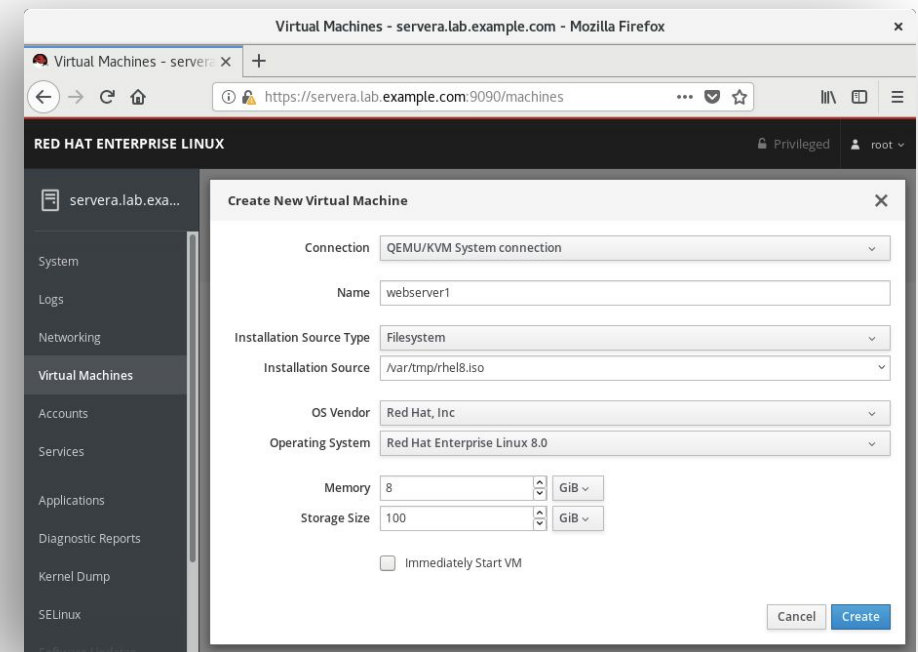 Virtual Machines - servera.lab.example.com - Mozilla Firefox
Virtual Machines - server
https://servera.lab.example.com:9090/machines
RED HAT ENTERPRISE LINUX
Privileged
root
servera.lab.exa...
System
Logs
Networking
Virtual Machines
Accounts
Services
Applications
Diagnostic Reports
Kernel Dump
SELinux
Create New Virtual Machine
Connection QEMU/KVM System connection
Name webserver1
Installation Source Type Filesystem
Installation Source /var/tmp/rhel8.iso
OS Vendor Red Hat, Inc
Operating System Red Hat Enterprise Linux 8.0
Memory 8 GiB
Storage Size 100 GiB
Immediately Start VM
Cancel Create